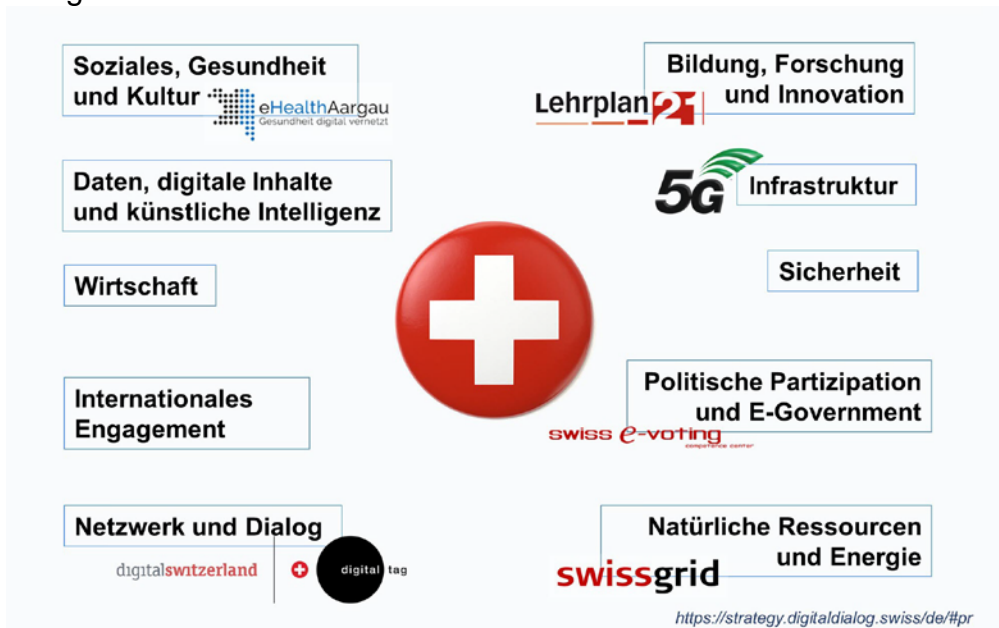 Soziales, Gesundheit
und Kultur
eHealthAargau
Gesundheit digital vernetzt
Daten, digitale Inhalte
und künstliche Intelligenz
Wirtschaft
Internationales
Engagement
Netzwerk und Dialog
digitalswitzerland
digital tag
Bildung, Forschung
und Innovation
Lehrplan 21
5G
Infrastruktur
Sicherheit
Politische Partizipation
und E-Government
swiss e-voting
competence center
Natürliche Ressourcen
und Energie
swissgrid
https://strategy.digitaldialog.swiss/de/#pr